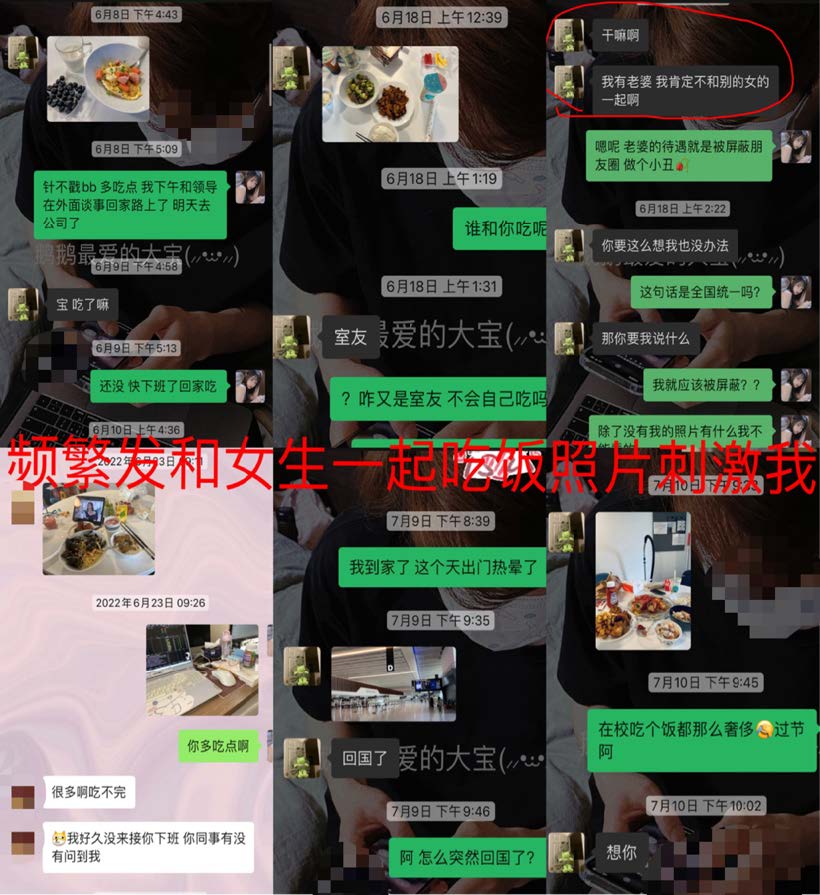 6月8日 下午4:43
6月8日 下午5:09
针不戳bb 多吃点 我下午和领导
在外面谈事回家路上了 明天去
公司了
鹅鹅最爱的大宝(
6月9日 下午4:58
宝 吃了嘛
6月9日 下午5:13
还没 快下班了回家吃
6月10日 下午4:36
6月18日 上午12:39
6月18日 上午1:19
谁和你吃呢
6月18日 上午1:31
室友
最爱的大宝(
？咋又是室友 不会自己吃吗
干嘛啊
我有老婆 我肯定不和别的女的
一起啊
嗯呢 老婆的待遇就是被屏蔽朋
友圈 做个小丑🥀
6月18日 上午2:22
你要这么想我也没办法
这句话是全国统一吗?
那你要我说什么
我就应该被屏蔽？？
除了没有我的照片有什么我不
频繁发和女生一起吃饭照片刺激我
2022年6月23日 09:26
你多吃点啊
很多啊吃不完
我好久没来接你下班 你同事有没
有问到我
7月9日 下午8:39
我到家了 这个天出门热晕了
7月9日 下午9:35
D
回国了
爱的大宝(
7月9日 下午9:46
阿 怎么突然回国了?
7月10日 下午9:45
在校吃个饭都那么奢侈😂过节
阿
7月10日 下午10:02
想你